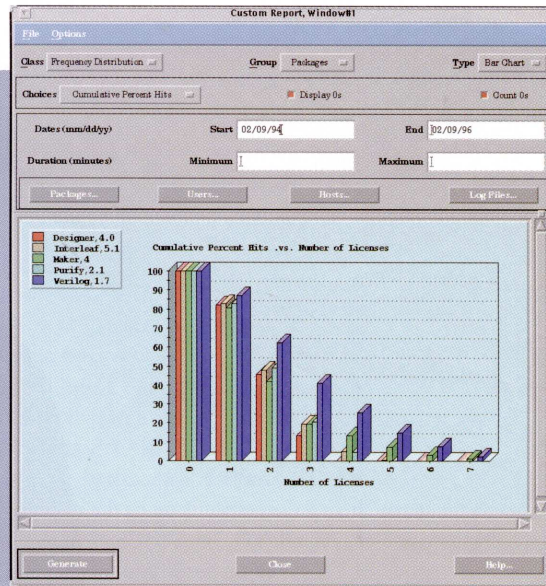 Custom Report, Window#1
File Options
Class Frequency Distribution Group Packages Type Bar Chart
Choices Cumulative Percent Hits Display 0s Count 0s
Dates (mm/dd/yy) Start 02/09/94 End 02/09/96
Duration (minutes) Minimum Maximum
Packages... Users... Hosts... Log Files...
Designer,4.0
Interleaf,5.1
Maker,4
Purify,2.1
Verilog,1.7
Cumulative Percent Hits .vs. Number of Licenses
100
90
80
70
60
50
40
30
20
10
0
0 1 2 3 4 5 6 7
Number of Licenses
Generate Close Help...